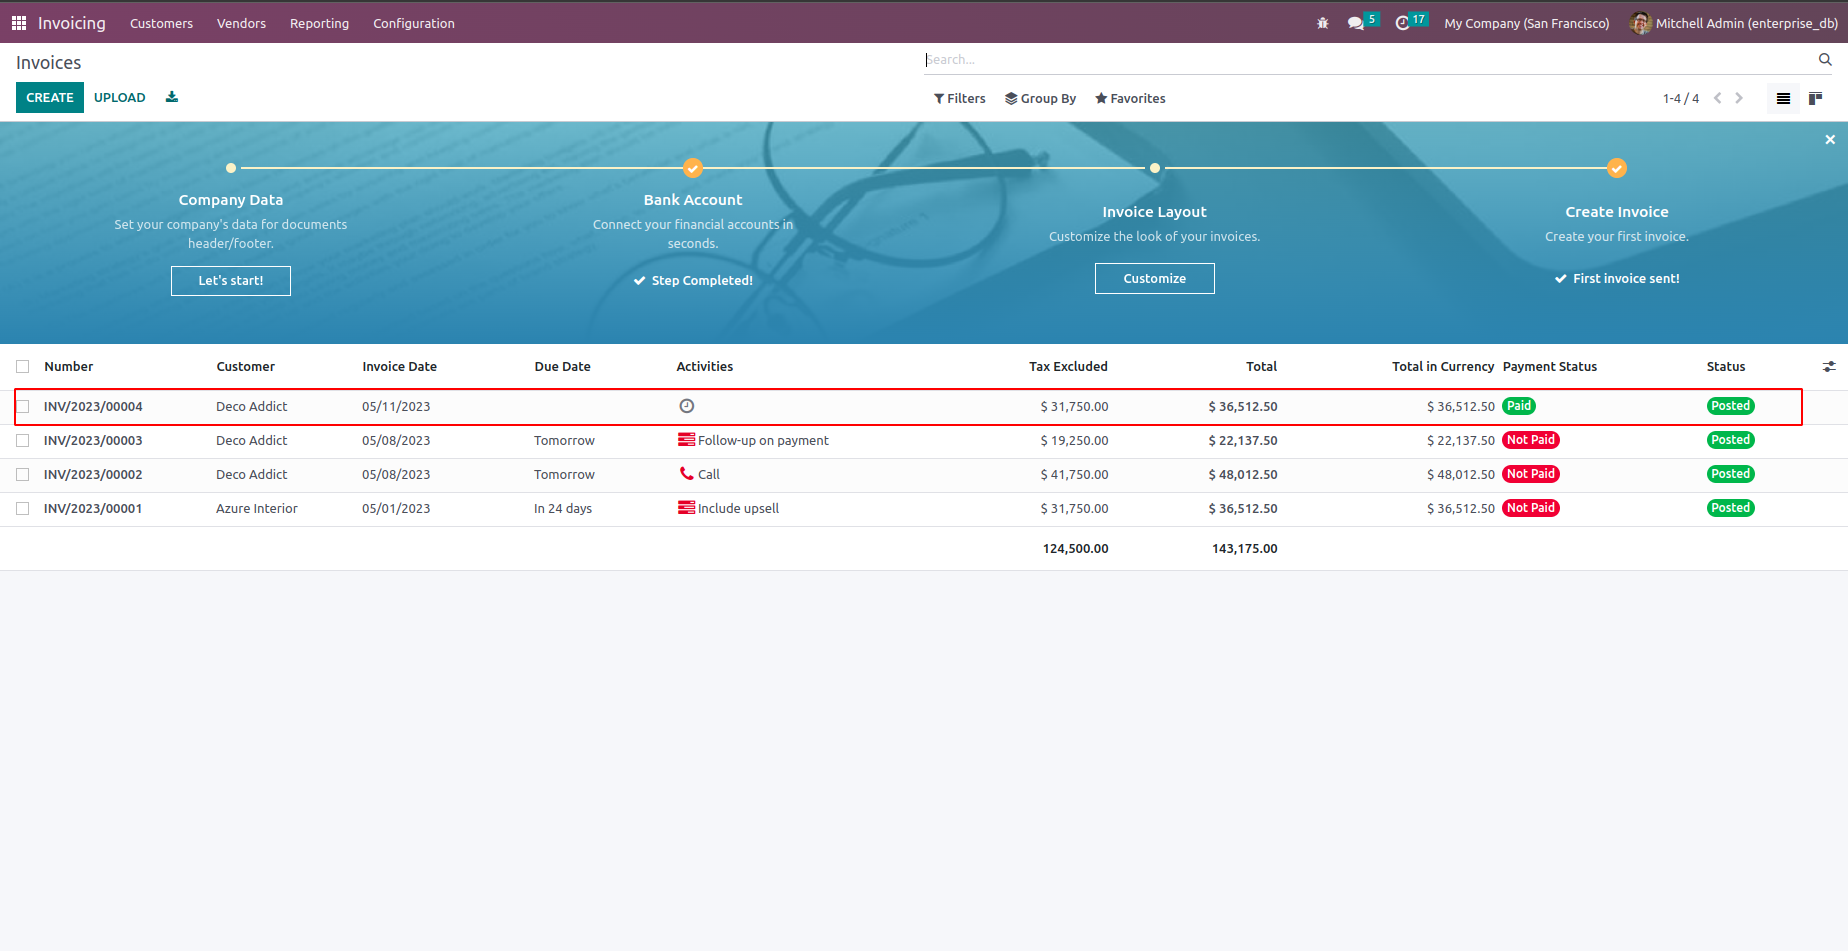 Invoicing Customers Vendors Reporting Configuration 5 17 My Company (San Francisco) Mitchell Admin (enterprise_db)
Invoices Search...
CREATE UPLOAD Filters Group By Favorites 1-4 / 4
Company Data
Set your company's data for documents
header/footer.
Let's start!
Bank Account
Connect your financial accounts in
seconds.
Step Completed!
Invoice Layout
Customize the look of your invoices.
Customize
Create Invoice
Create your first invoice.
First invoice sent!
Number Customer Invoice Date Due Date Activities Tax Excluded Total Total in Currency Payment Status Status
INV/2023/00004 Deco Addict 05/11/2023 $ 31,750.00 $ 36,512.50 $ 36,512.50 Paid Posted
INV/2023/00003 Deco Addict 05/08/2023 Tomorrow Follow-up on payment $ 19,250.00 $ 22,137.50 $ 22,137.50 Not Paid Posted
INV/2023/00002 Deco Addict 05/08/2023 Tomorrow Call $ 41,750.00 $ 48,012.50 $ 48,012.50 Not Paid Posted
INV/2023/00001 Azure Interior 05/01/2023 In 24 days Include upsell $ 31,750.00 $ 36,512.50 $ 36,512.50 Not Paid Posted
124,500.00 143,175.00